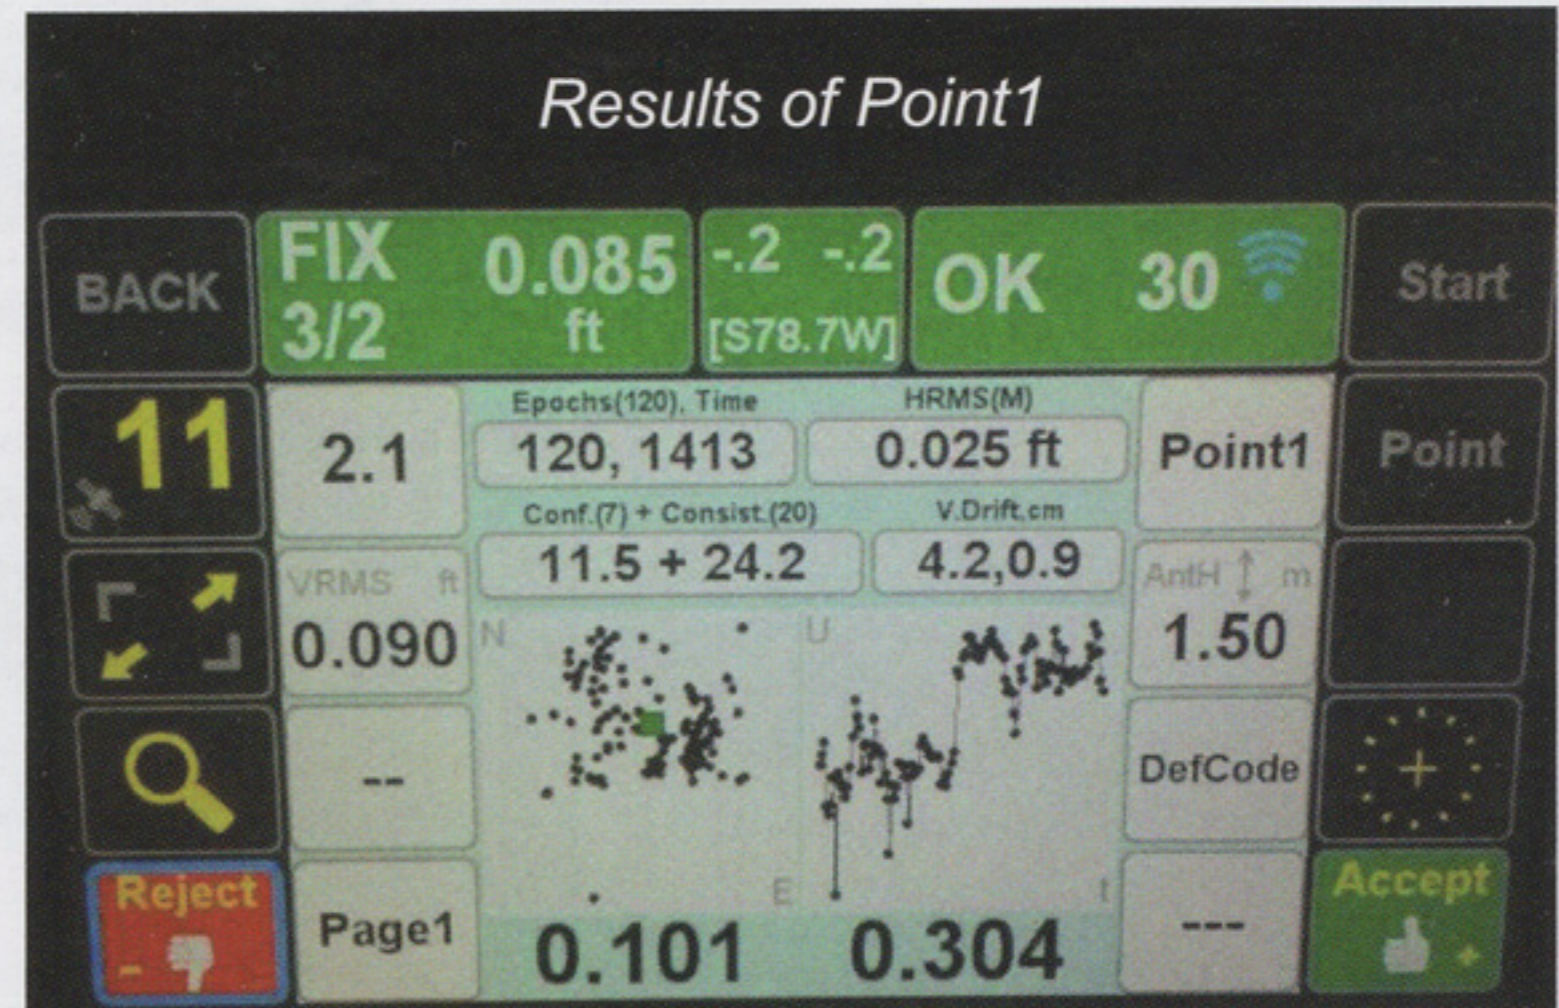 Results of Point1
BACK
FIX 0.085
3/2 ft
-.2 -.2
[S78.7W]
OK 30
Start
11
2.1
Epochs(120), Time
120, 1413
HRMS(M)
0.025 ft
Point1
Point
Conf.(7) + Consist.(20)
11.5 + 24.2
V.Drift,cm
4.2,0.9
VRMS ft
0.090
AntH m
1.50
N
U
--
DefCode
E
t
Reject
-
Page1
0.101
0.304
---
Accept
+